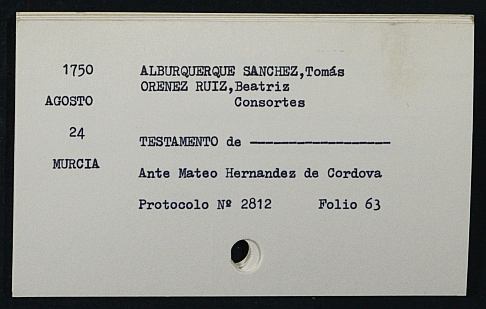 1750 ALBURQUERQUE SANCHEZ,Tomás
ORENEZ RUIZ,Beatriz
AGOSTO Consortes
24
TESTAMENTO de -----------------
MURCIA
Ante Mateo Hernandez de Cordova
Protocolo Nº 2812 Folio 63